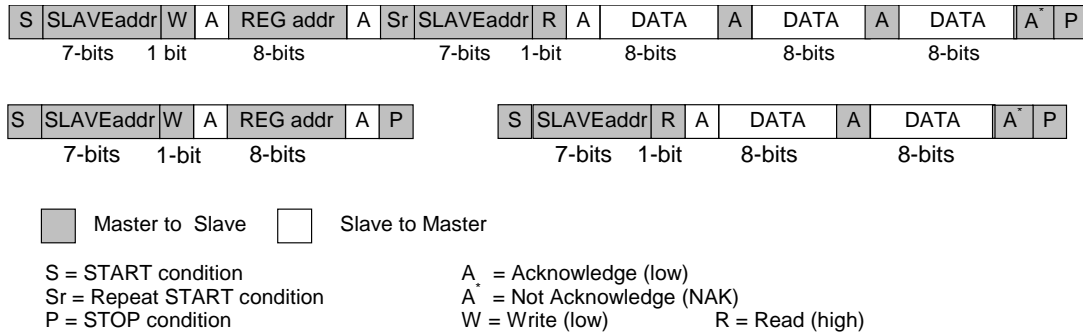 S SLAVEaddr W A REG addr A Sr SLAVEaddr R A DATA A DATA A DATA A* P
7-bits 1 bit 8-bits 7-bits 1-bit 8-bits 8-bits 8-bits
S SLAVEaddr W A REG addr A P S SLAVEaddr R A DATA A DATA A* P
7-bits 1-bit 8-bits 7-bits 1-bit 8-bits 8-bits
Master to Slave Slave to Master
S = START condition A = Acknowledge (low)
Sr = Repeat START condition A* = Not Acknowledge (NAK)
P = STOP condition W = Write (low) R = Read (high)